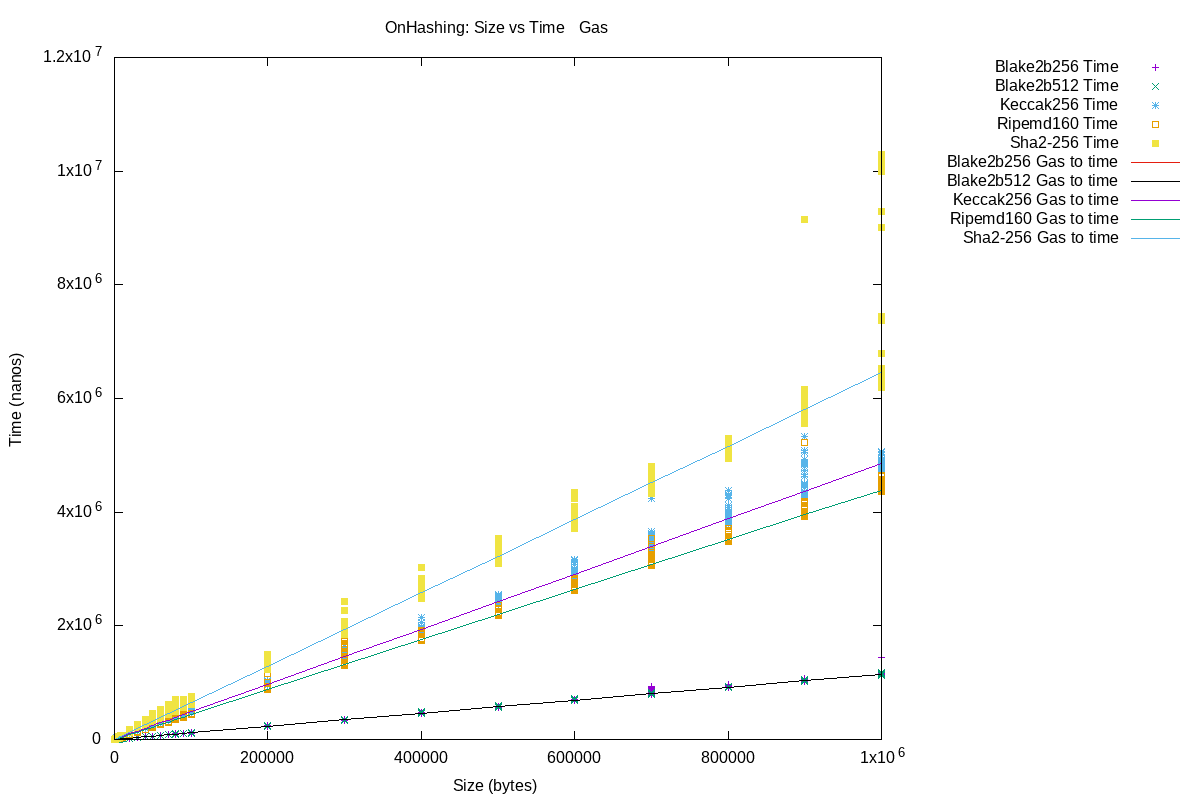 OnHashing: Size vs Time Gas
1.2x10 7
1x10 7
8x10 6
6x10 6
4x10 6
2x10 6
0
Time (nanos)
0 200000 400000 600000 800000 1x10 6
Size (bytes)
Blake2b256 Time
Blake2b512 Time
Keccak256 Time
Ripemd160 Time
Sha2-256 Time
Blake2b256 Gas to time
Blake2b512 Gas to time
Keccak256 Gas to time
Ripemd160 Gas to time
Sha2-256 Gas to time